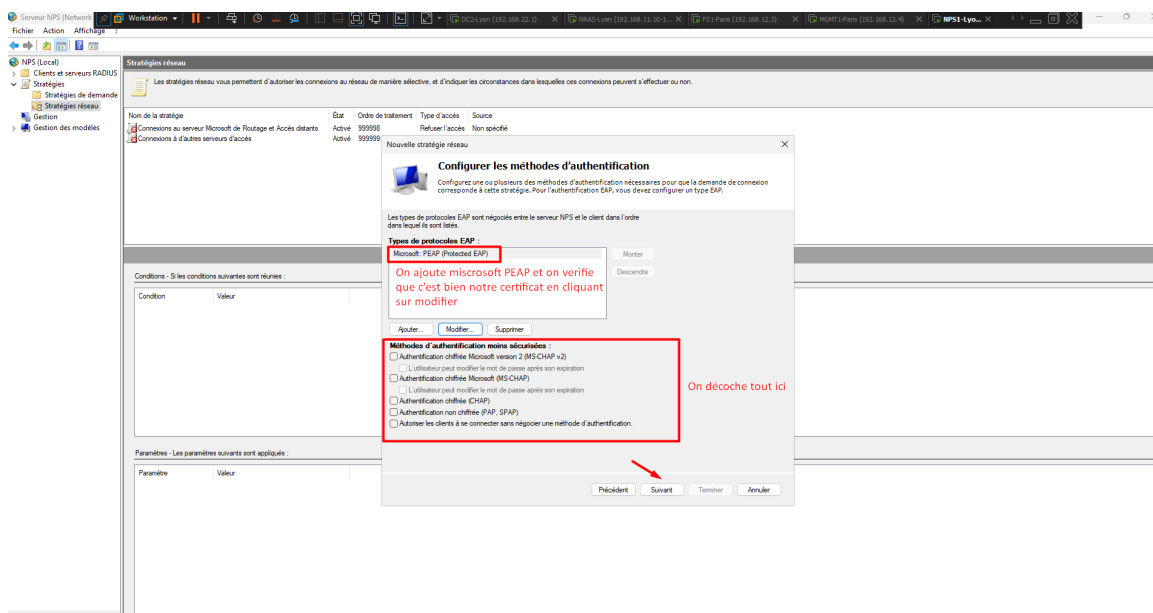 Serveur NPS (Network
Workstation
DC2-Lyon (192.168.22.1)
RRAS-Lyon (192.168.11.10-1...
FS1-Paris (192.168.12.3)
MGMT1-Paris (192.168.12.4)
NPS1-Lyo...
Fichier Action Affichage ?
NPS (Local)
Clients et serveurs RADIUS
Stratégies
Stratégies de demande
Stratégies réseau
Gestion
Gestion des modèles
Stratégies réseau
Les stratégies réseau vous permettent d'autoriser les connexions au réseau de manière sélective, et d'indiquer les circonstances dans lesquelles ces connexions peuvent s'effectuer ou non.
Nom de la stratégie État Ordre de traitement Type d'accès Source
Connexions au serveur Microsoft de Routage et Accès distants Activé 999998 Refuser l'accès Non spécifié
Connexions à d'autres serveurs d'accès Activé 999999
Nouvelle stratégie réseau
Configurer les méthodes d'authentification
Configurez une ou plusieurs des méthodes d'authentification nécessaires pour que la demande de connexion
corresponde à cette stratégie. Pour l'authentification EAP, vous devez configurer un type EAP.
Les types de protocoles EAP sont négociés entre le serveur NPS et le client dans l'ordre
dans lequel ils sont listés.
Types de protocoles EAP :
Microsoft: PEAP (Protected EAP)
Monter
Descendre
On ajoute miscrosoft PEAP et on verifie
que c'est bien notre certificat en cliquant
sur modifier
Ajouter... Modifier... Supprimer
Méthodes d'authentification moins sécurisées :
Authentification chiffrée Microsoft version 2 (MS-CHAP v2)
L'utilisateur peut modifier le mot de passe après son expiration
Authentification chiffrée Microsoft (MS-CHAP)
L'utilisateur peut modifier le mot de passe après son expiration
Authentification chiffrée (CHAP)
Authentification non chiffrée (PAP, SPAP)
Autoriser les clients à se connecter sans négocier une méthode d'authentification.
On décoche tout ici
Précédent Suivant Terminer Annuler
Conditions - Si les conditions suivantes sont réunies :
Condition Valeur
Paramètres - Les paramètres suivants sont appliqués :
Paramètre Valeur